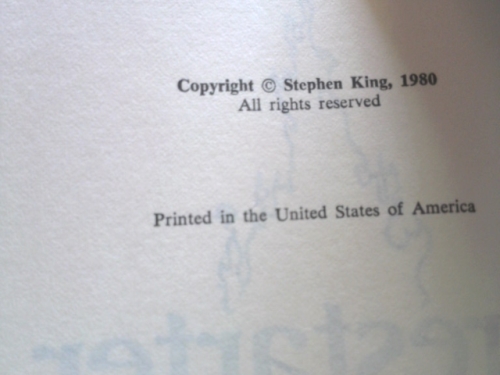 Copyright © Stephen King, 1980
All rights reserved
Printed in the United States of America